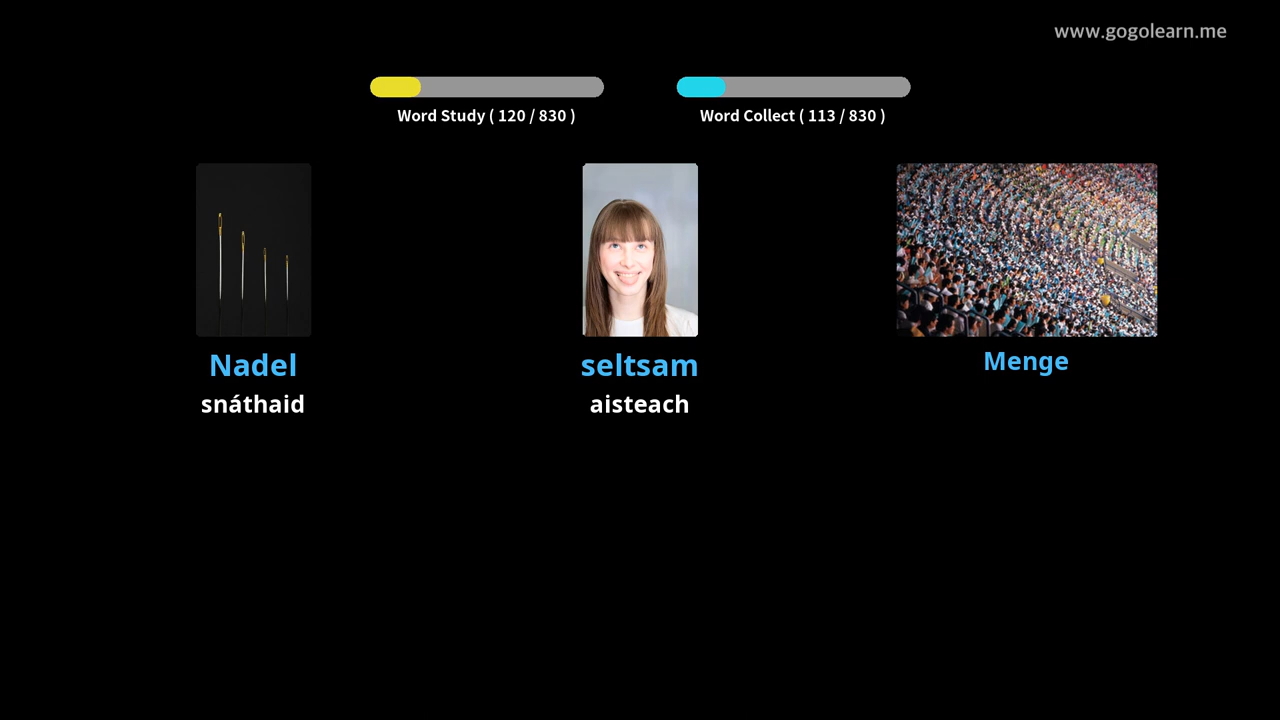 www.gogolearn.me
Word Study ( 120 / 830 )
Word Collect ( 113 / 830 )
Nadel
snáthaid
seltsam
aisteach
Menge